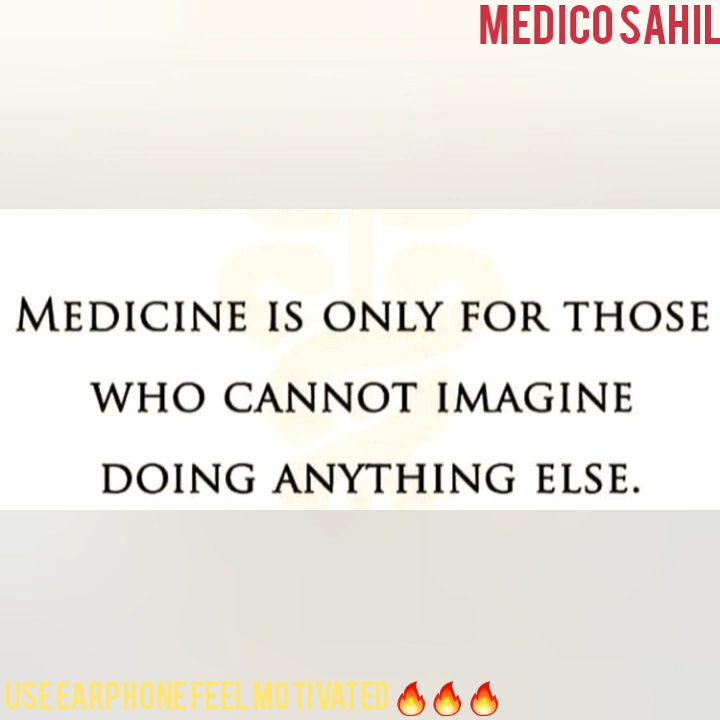 MEDICO SAHIL
MEDICINE IS ONLY FOR THOSE
WHO CANNOT IMAGINE
DOING ANYTHING ELSE.
USE EARPHONE FEEL MOTIVATED 🔥🔥🔥